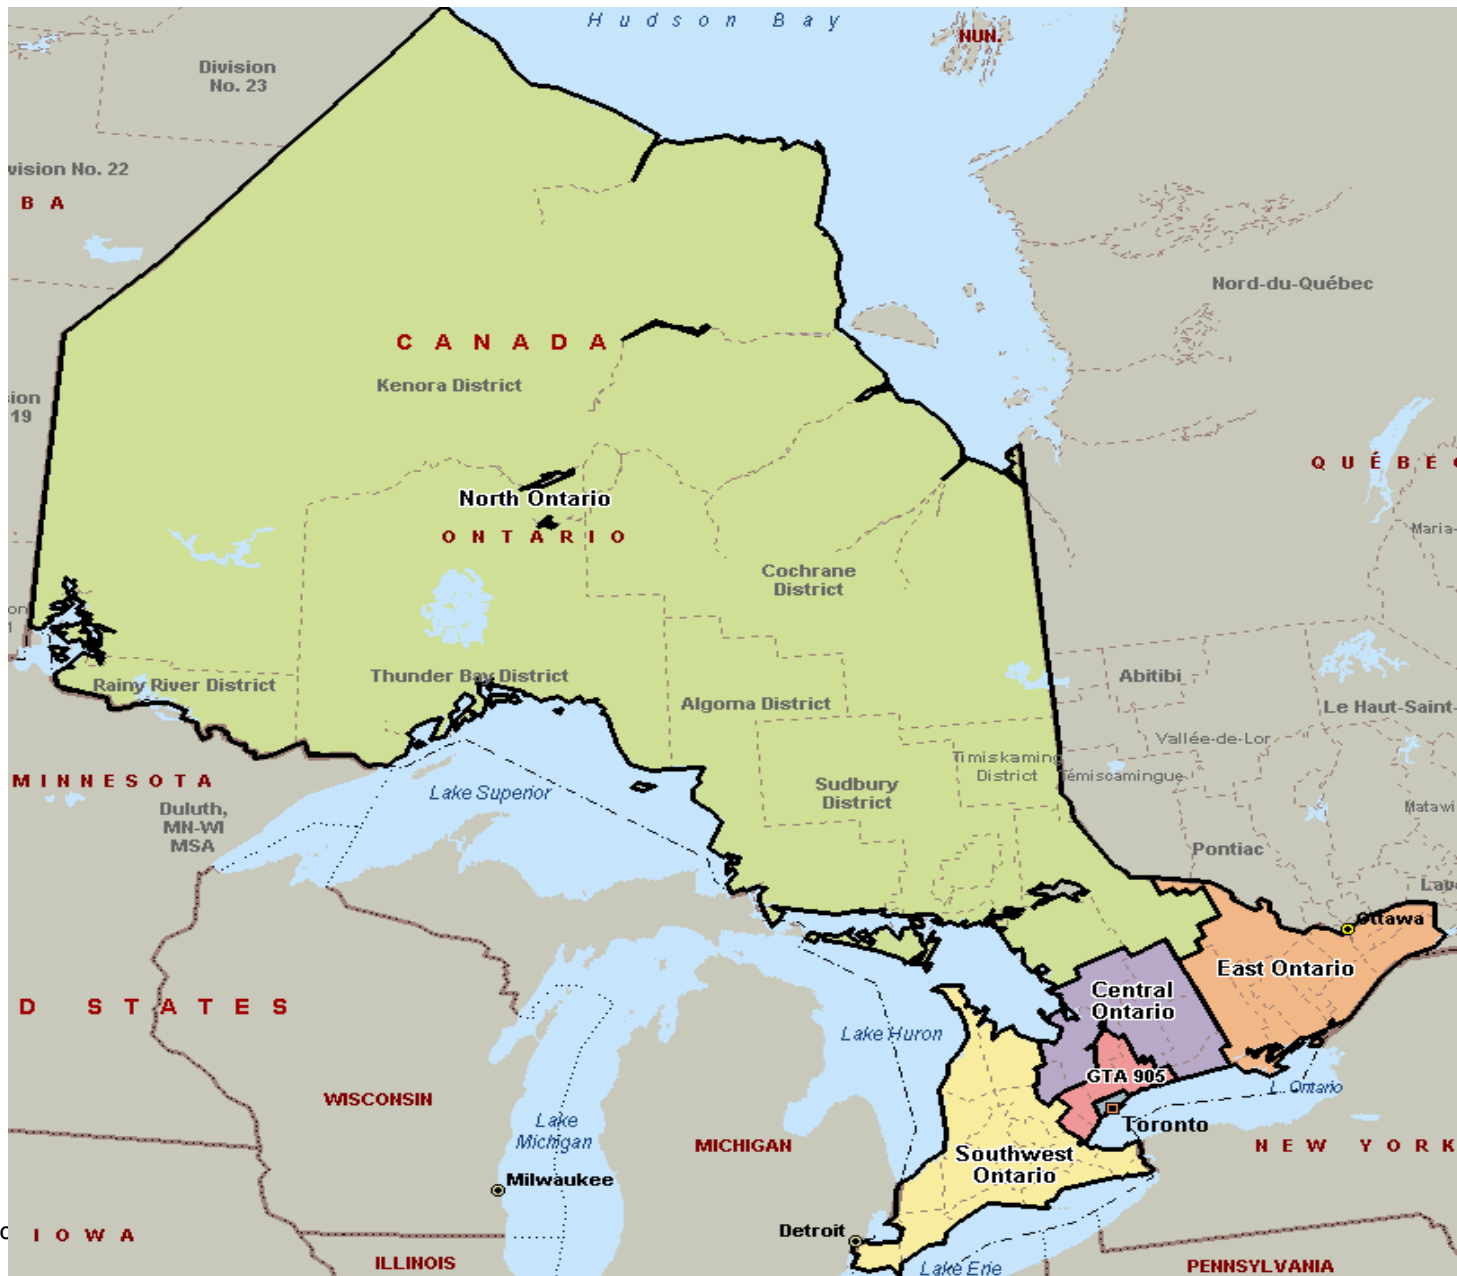 Hudson Bay
NUN.
Division
No. 23
vision No. 22
B A
Nord-du-Québec
CANADA
Kenora District
ion
19
QUÉBEC
North Ontario
ONTARIO
Maria-
Cochrane
District
on
1
Abitibi
Rainy River District
Thunder Bay District
Algoma District
Le Haut-Saint-
Vallée-de-Lor
Timiskaming
District
Témiscamingue
MINNESOTA
Lake Superior
Sudbury
District
Duluth,
MN-WI
MSA
Matawi
Pontiac
Lava
Ottawa
East Ontario
Central
Ontario
D STATES
Lake Huron
GTA 905
L. Ontario
WISCONSIN
Lake
Michigan
Toronto
MICHIGAN
NEW YORK
Southwest
Ontario
Milwaukee
Detroit
c
IOWA
ILLINOIS
Lake Erie
PENNSYLVANIA